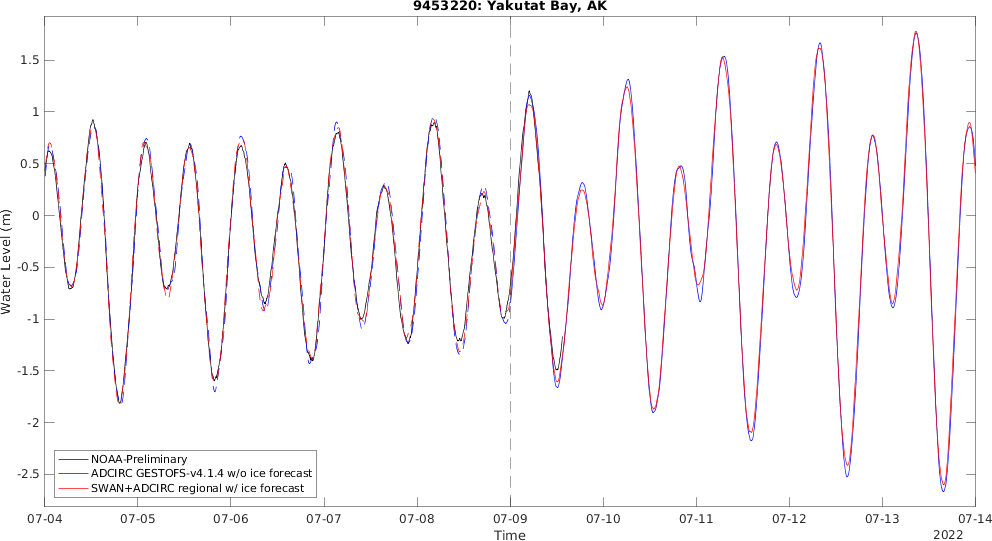 9453220: Yakutat Bay, AK
Water Level (m)
1.5
1
0.5
0
-0.5
-1
-1.5
-2
-2.5
NOAA-Preliminary
ADCIRC GESTOFS-v4.1.4 w/o ice forecast
SWAN+ADCIRC regional w/ ice forecast
07-04 07-05 07-06 07-07 07-08 07-09 07-10 07-11 07-12 07-13 07-14
Time
2022